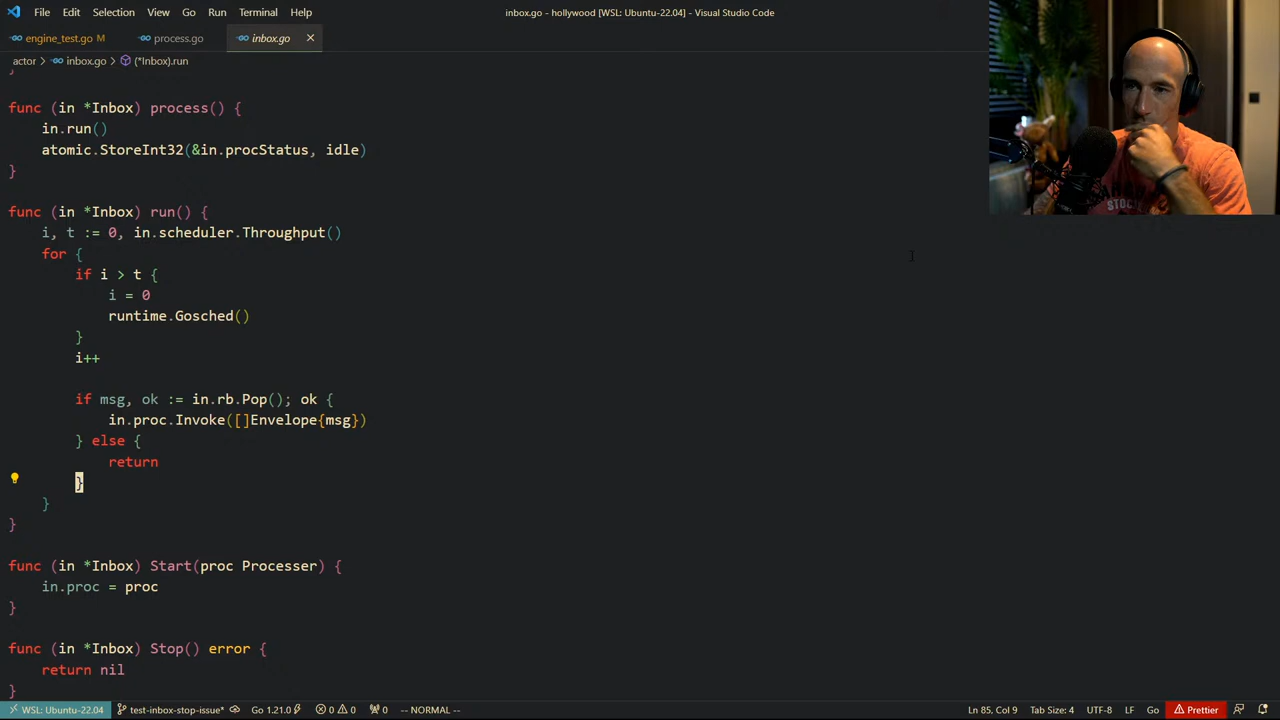 File Edit Selection View Go Run Terminal Help
inbox.go - hollywood [WSL: Ubuntu-22.04] - Visual Studio Code
engine_test.go M process.go inbox.go
actor > inbox.go > (*Inbox).run
}
func (in *Inbox) process() {
in.run()
atomic.StoreInt32(&in.procStatus, idle)
}
func (in *Inbox) run() {
i, t := 0, in.scheduler.Throughput()
for {
if i > t {
i = 0
runtime.Gosched()
}
i++
if msg, ok := in.rb.Pop(); ok {
in.proc.Invoke([]Envelope{msg})
} else {
return
}
}
}
func (in *Inbox) Start(proc Processer) {
in.proc = proc
}
func (in *Inbox) Stop() error {
return nil
}
STOC
WSL: Ubuntu-22.04 test-inbox-stop-issue* Go 1.21.0 0 0 0 -- NORMAL -- Ln 85, Col 9 Tab Size: 4 UTF-8 LF Go Prettier